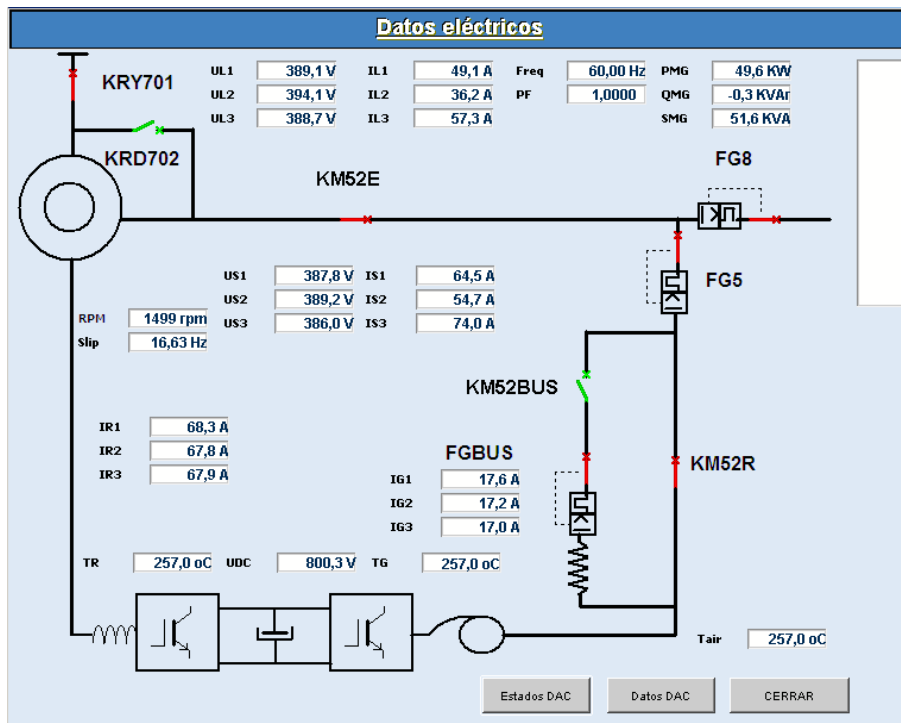 Datos eléctricos
KRY701
UL1 389,1 V IL1 49,1 A Freq 60,00 Hz PMG 49,6 KW
UL2 394,1 V IL2 36,2 A PF 1,0000 QMG -0,3 KVAr
UL3 388,7 V IL3 57,3 A SMG 51,6 KVA
KRD702
FG8
KM52E
FG5
US1 387,8 V IS1 64,5 A
US2 389,2 V IS2 54,7 A
US3 386,0 V IS3 74,0 A
RPM 1499 rpm
Slip 16,63 Hz
KM52BUS
IR1 68,3 A
IR2 67,8 A
IR3 67,9 A
FGBUS
KM52R
IG1 17,6 A
IG2 17,2 A
IG3 17,0 A
TR 257,0 oC UDC 800,3 V TG 257,0 oC
Tair 257,0 oC
Estados DAC Datos DAC CERRAR